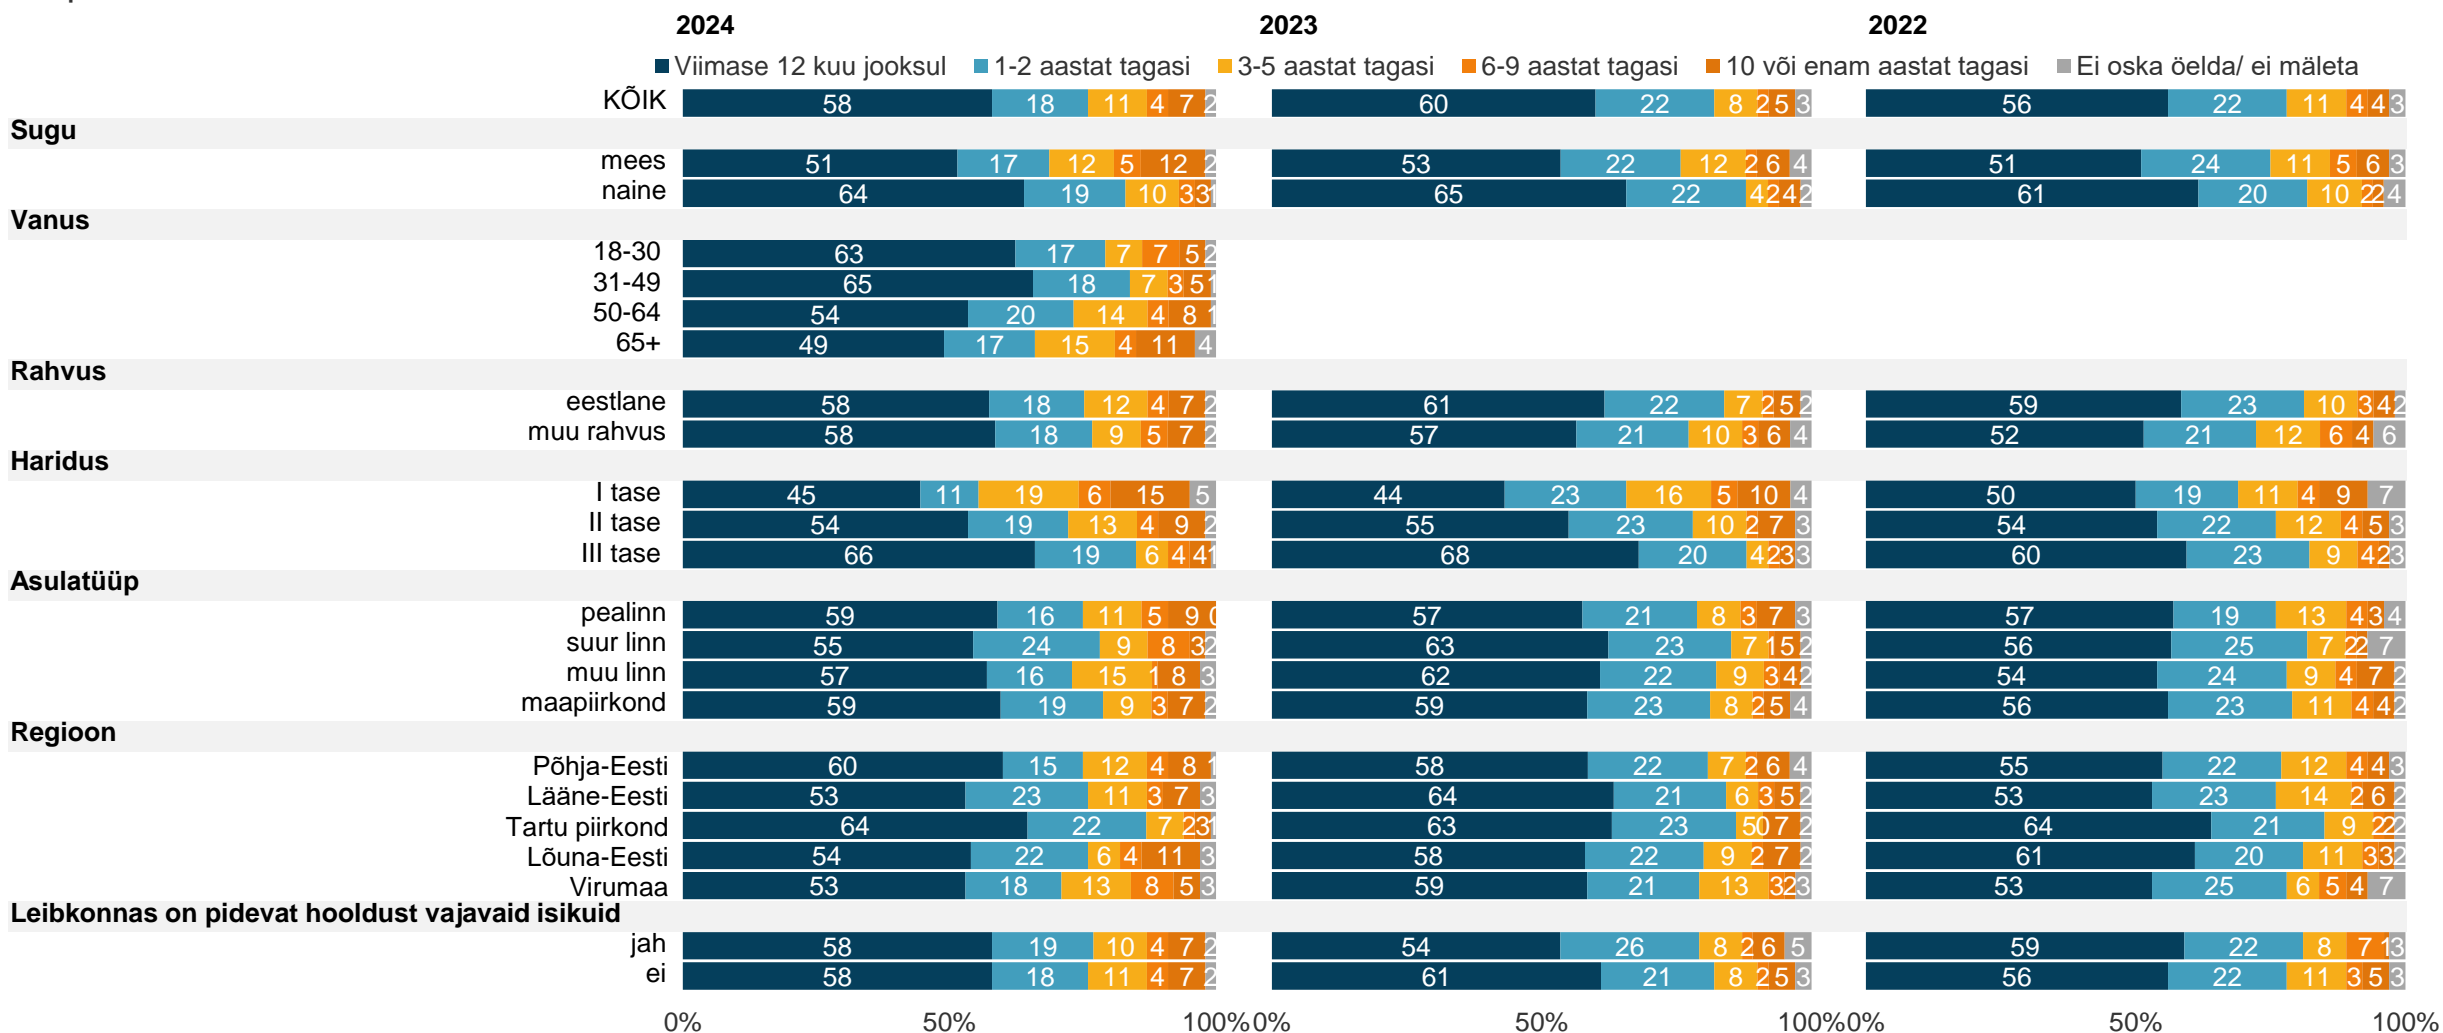 2024 2023 2022
Viimase 12 kuu jooksul 1-2 aastat tagasi 3-5 aastat tagasi 6-9 aastat tagasi 10 või enam aastat tagasi Ei oska öelda/ ei mäleta
KÕIK 58 18 11 4 7 2 60 22 8 2 5 3 56 22 11 4 4 3
Sugu
mees 51 17 12 5 12 2 53 22 12 2 6 4 51 24 11 5 6 3
naine 64 19 10 3 3 1 65 22 4 2 4 2 61 20 10 2 2 4
Vanus
18-30 63 17 7 7 5 2
31-49 65 18 7 3 5 1
50-64 54 20 14 4 8 1
65+ 49 17 15 4 11 4
Rahvus
eestlane 58 18 12 4 7 2 61 22 7 2 5 2 59 23 10 3 4 2
muu rahvus 58 18 9 5 7 2 57 21 10 3 6 4 52 21 12 6 4 6
Haridus
I tase 45 11 19 6 15 5 44 23 16 5 10 4 50 19 11 4 9 7
II tase 54 19 13 4 9 2 55 23 10 2 7 3 54 22 12 4 5 3
III tase 66 19 6 4 4 1 68 20 4 2 3 3 60 23 9 4 2 3
Asulatüüp
pealinn 59 16 11 5 9 0 57 21 8 3 7 3 57 19 13 4 3 4
suur linn 55 24 9 8 3 2 63 23 7 1 5 2 56 25 7 2 2 7
muu linn 57 16 15 1 8 3 62 22 9 3 4 2 54 24 9 4 7 2
maapiirkond 59 19 9 3 7 2 59 23 8 2 5 4 56 23 11 4 4 2
Regioon
Põhja-Eesti 60 15 12 4 8 1 58 22 7 2 6 4 55 22 12 4 4 3
Lääne-Eesti 53 23 11 3 7 3 64 21 6 3 5 2 53 23 14 2 6 2
Tartu piirkond 64 22 7 2 3 1 63 23 5 0 7 2 64 21 9 2 2 2
Lõuna-Eesti 54 22 6 4 11 3 58 22 9 2 7 2 61 20 11 3 3 2
Virumaa 53 18 13 8 5 3 59 21 13 3 2 3 53 25 6 5 4 7
Leibkonnas on pidevat hooldust vajavaid isikuid
jah 58 19 10 4 7 2 54 26 8 2 6 5 59 22 8 7 1 3
ei 58 18 11 4 7 2 61 21 8 2 5 3 56 22 11 3 5 3
0% 50% 100% 0% 50% 100% 0% 50% 100%